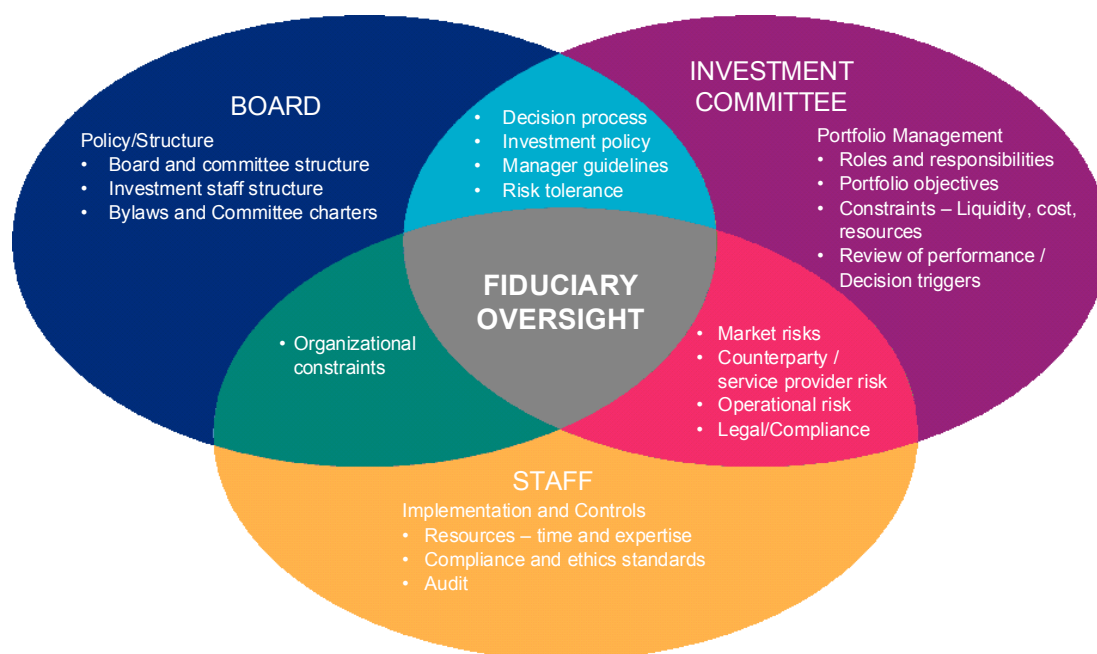 BOARD
Policy/Structure
• Board and committee structure
• Investment staff structure
• Bylaws and Committee charters
• Decision process
• Investment policy
• Manager guidelines
• Risk tolerance
INVESTMENT
COMMITTEE
Portfolio Management
• Roles and responsibilities
• Portfolio objectives
• Constraints – Liquidity, cost,
resources
• Review of performance /
Decision triggers
FIDUCIARY
OVERSIGHT
• Organizational
constraints
• Market risks
• Counterparty /
service provider risk
• Operational risk
• Legal/Compliance
STAFF
Implementation and Controls
• Resources – time and expertise
• Compliance and ethics standards
• Audit